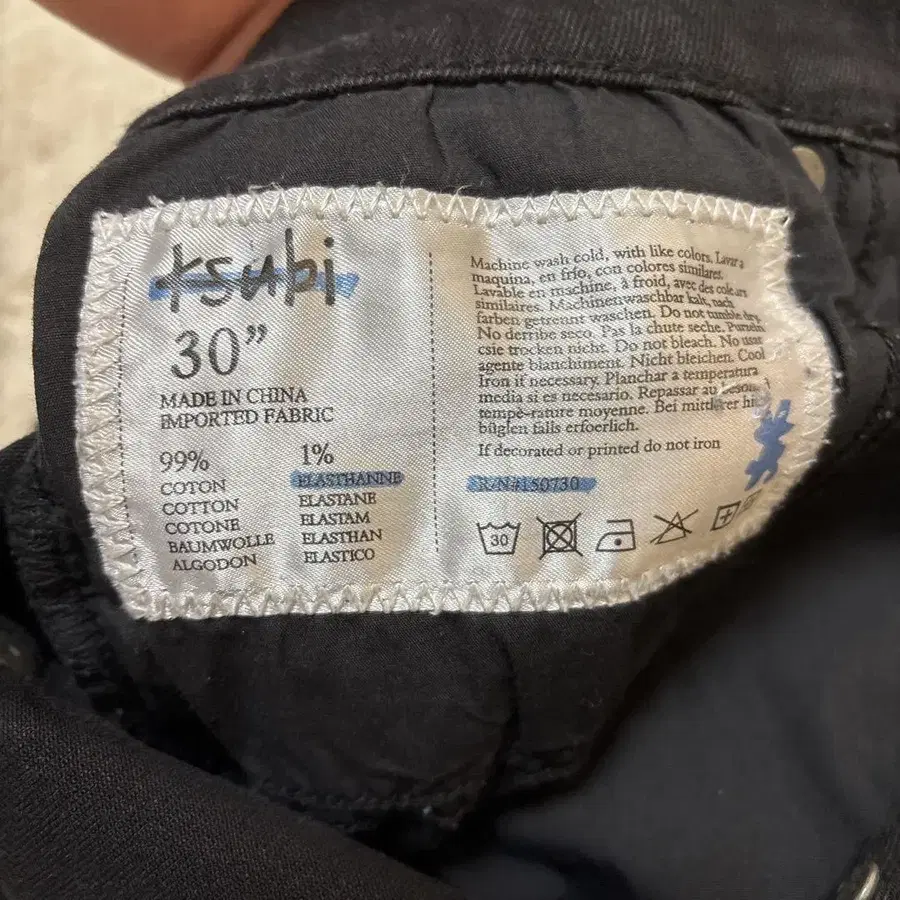 tsubi
30"
MADE IN CHINA
IMPORTED FABRIC
99%
COTON
COTTON
COTONE
BAUMWOLLE
ALGODON
1%
ELASTHANNE
ELASTANE
ELASTAM
ELASTHAN
ELASTICO
Machine wash cold, with like colors. Lavar a
maquina, en frío, con colores similares.
Lavable en machine, à froid, avec des coleurs
similaires. Machinenwaschbar kalt, nach
farben getrennt waschen. Do not tumble dry.
No derribe seco. Pas la chute seche. Purzeln
csie trocken nicht. Do not bleach. No usar
agente blanchiment. Nicht bleichen. Cool
Iron if necessary. Planchar a temperatura
media si es necesario. Repassar au besoin
tempé-rature moyenne. Bei mittlerer
büglen falls erfoerlich.
If decorated or printed do not iron
R/N#150730
30